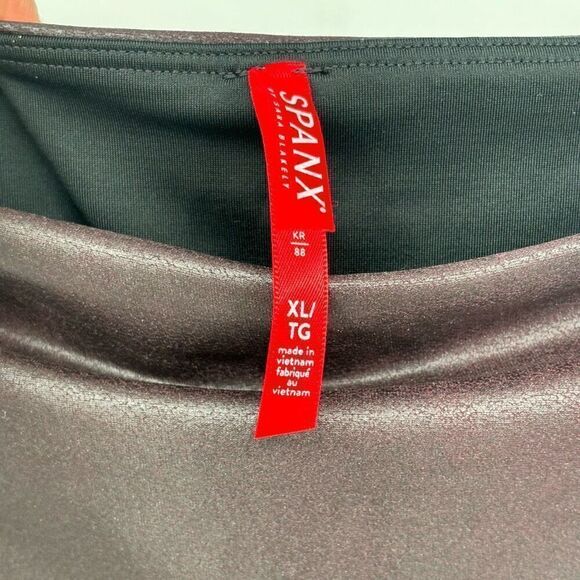 SPANX
BY SARA BLAKELY
KR
88
XL/
TG
made in
vietnam
fabriqué
au
vietnam